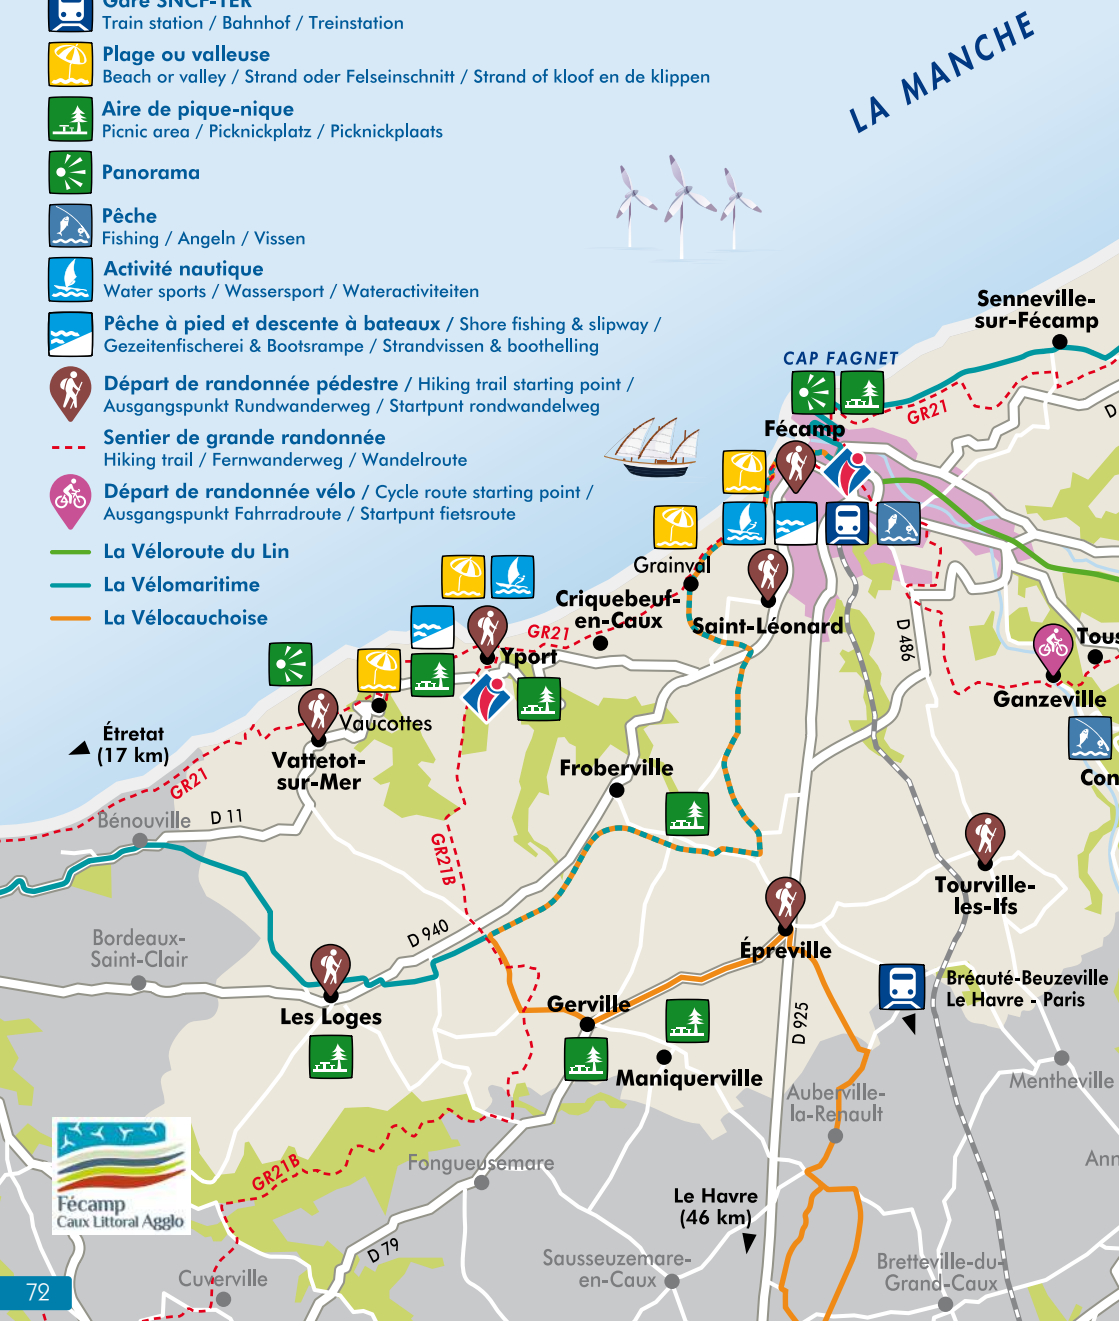 Gare SNCF-TER
Train station / Bahnhof / Treinstation
Plage ou valleuse
Beach or valley / Strand oder Felseinschnitt / Strand of kloof en de klippen
Aire de pique-nique
Picnic area / Picknickplatz / Picknickplaats
Panorama
Pêche
Fishing / Angeln / Vissen
Activité nautique
Water sports / Wassersport / Wateractiviteiten
Pêche à pied et descente à bateaux / Shore fishing & slipway /
Gezeitenfischerei & Bootsrampe / Strandvissen & boothelling
Départ de randonnée pédestre / Hiking trail starting point /
Ausgangspunkt Rundwanderweg / Startpunt rondwandelweg
Sentier de grande randonnée
Hiking trail / Fernwanderweg / Wandelroute
Départ de randonnée vélo / Cycle route starting point /
Ausgangspunkt Fahrradroute / Startpunt fietsroute
La Véloroute du Lin
La Vélomaritime
La Vélocauchoise
LA MANCHE
Senneville-
sur-Fécamp
CAP FAGNET
GR21
D
Fécamp
Grainval
Criquebeuf-
en-Caux
Saint-Léonard
GR21
Yport
D 486
Tous
Ganzeville
Con
Vaucottes
Étretat
(17 km)
Vattetot-
sur-Mer
GR21
Froberville
Bénouville
D 11
GR21B
Tourville-
les-Ifs
Bordeaux-
Saint-Clair
D 940
Épreville
Bréauté-Beuzeville
Le Havre - Paris
Les Loges
Gerville
D 925
Maniquerville
Mentheville
Auberville-
la-Renault
Fécamp
Caux Littoral Agglo
GR21B
Fongueusemare
Ann
Le Havre
(46 km)
D 79
Cuverville
Sausseuzemare-
en-Caux
Bretteville-du-
Grand-Caux
72